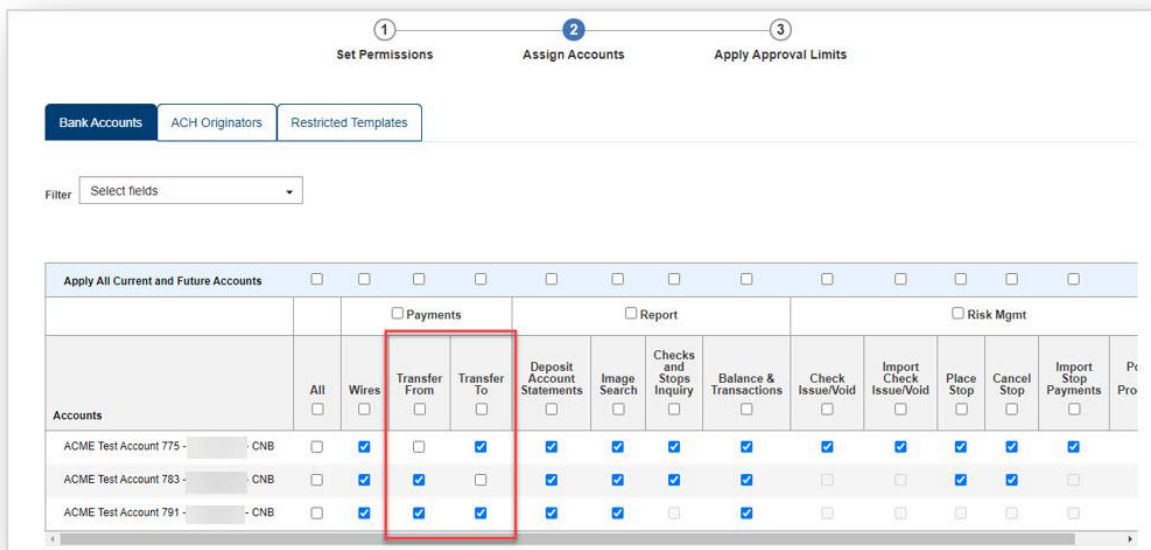 1 2 3
Set Permissions Assign Accounts Apply Approval Limits
Bank Accounts ACH Originators Restricted Templates
Filter Select fields
Apply All Current and Future Accounts
Payments Report Risk Mgmt
Accounts All Wires Transfer From Transfer To Deposit Account Statements Image Search Checks and Stops Inquiry Balance & Transactions Check Issue/Void Import Check Issue/Void Place Stop Cancel Stop Import Stop Payments
ACME Test Account 775 - - CNB
ACME Test Account 783 - - CNB
ACME Test Account 791 - - CNB